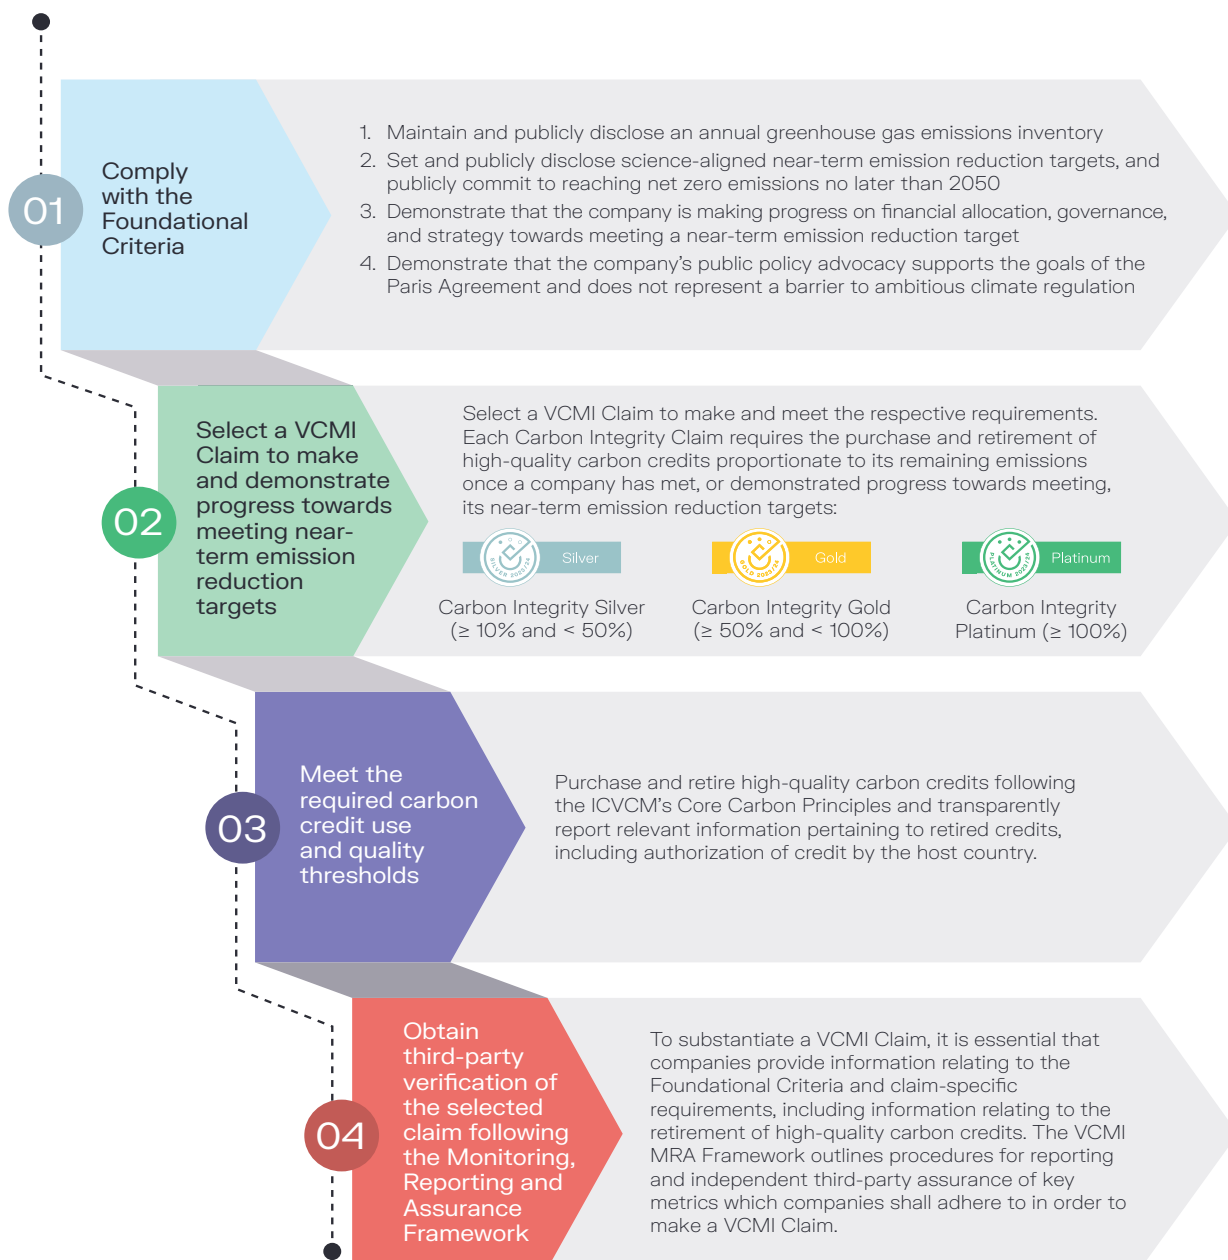 01
Comply
with the
Foundational
Criteria
1. Maintain and publicly disclose an annual greenhouse gas emissions inventory
2. Set and publicly disclose science-aligned near-term emission reduction targets, and
publicly commit to reaching net zero emissions no later than 2050
3. Demonstrate that the company is making progress on financial allocation, governance,
and strategy towards meeting a near-term emission reduction target
4. Demonstrate that the company's public policy advocacy supports the goals of the
Paris Agreement and does not represent a barrier to ambitious climate regulation
02
Select a VCMI
Claim to make
and demonstrate
progress towards
meeting near-
term emission
reduction
targets
Select a VCMI Claim to make and meet the respective requirements.
Each Carbon Integrity Claim requires the purchase and retirement of
high-quality carbon credits proportionate to its remaining emissions
once a company has met, or demonstrated progress towards meeting,
its near-term emission reduction targets:
SILVER 2023/24
Silver
Carbon Integrity Silver
(≥ 10% and < 50%)
GOLD 2023/24
Gold
Carbon Integrity Gold
(≥ 50% and < 100%)
PLATINUM 2023/24
Platinum
Carbon Integrity
Platinum (≥ 100%)
03
Meet the
required carbon
credit use
and quality
thresholds
Purchase and retire high-quality carbon credits following
the ICVCM's Core Carbon Principles and transparently
report relevant information pertaining to retired credits,
including authorization of credit by the host country.
04
Obtain
third-party
verification of
the selected
claim following
the Monitoring,
Reporting and
Assurance
Framework
To substantiate a VCMI Claim, it is essential that
companies provide information relating to the
Foundational Criteria and claim-specific
requirements, including information relating to the
retirement of high-quality carbon credits. The VCMI
MRA Framework outlines procedures for reporting
and independent third-party assurance of key
metrics which companies shall adhere to in order to
make a VCMI Claim.